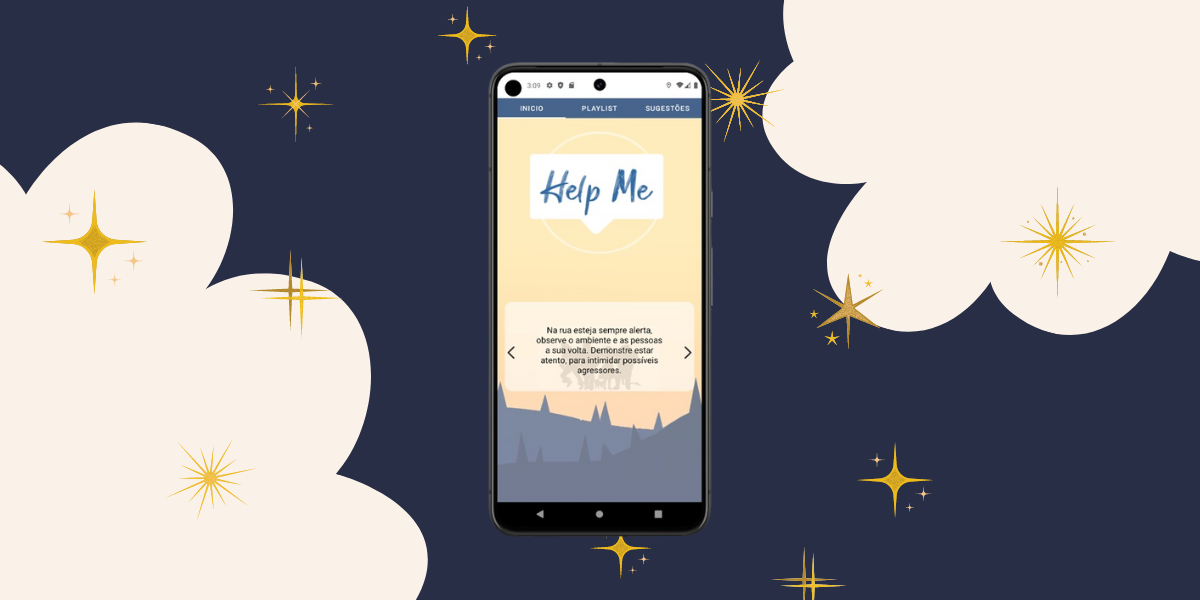 3:09
INICIO PLAYLIST SUGESTÕES
Help Me
Na rua esteja sempre alerta,
observe o ambiente e as pessoas
a sua volta. Demonstre estar
atento, para intimidar possíveis
agressores.